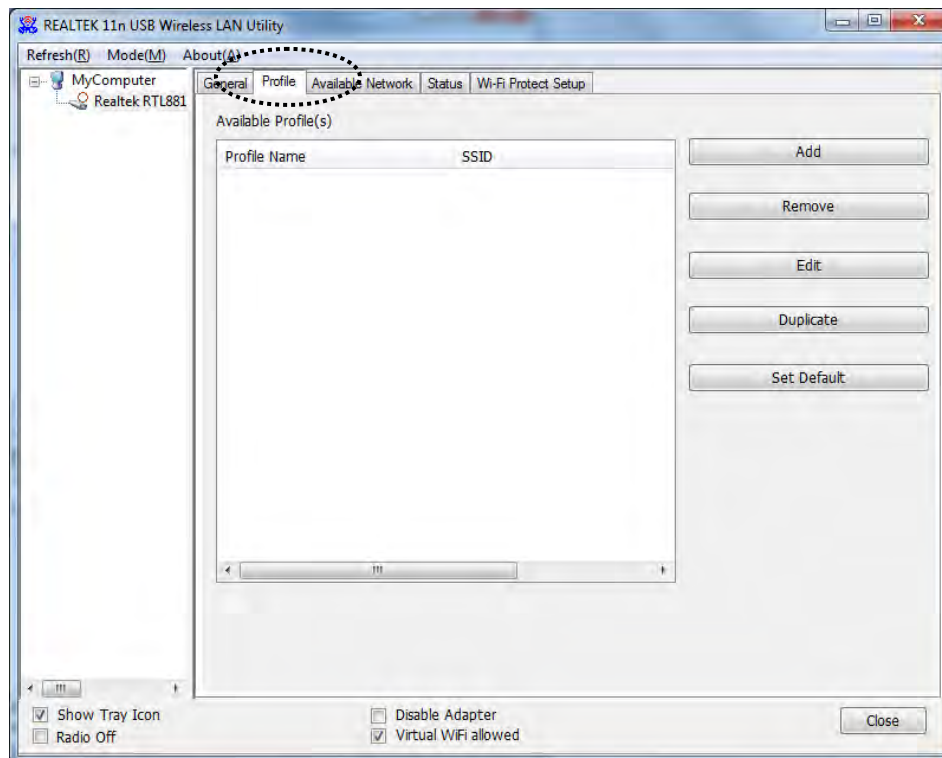 REALTEK 11n USB Wireless LAN Utility
Refresh(R) Mode(M) About(A)
MyComputer
Realtek RTL881
General Profile Available Network Status Wi-Fi Protect Setup
Available Profile(s)
Profile Name SSID
Add
Remove
Edit
Duplicate
Set Default
Show Tray Icon
Disable Adapter
Radio Off
Virtual WiFi allowed
Close